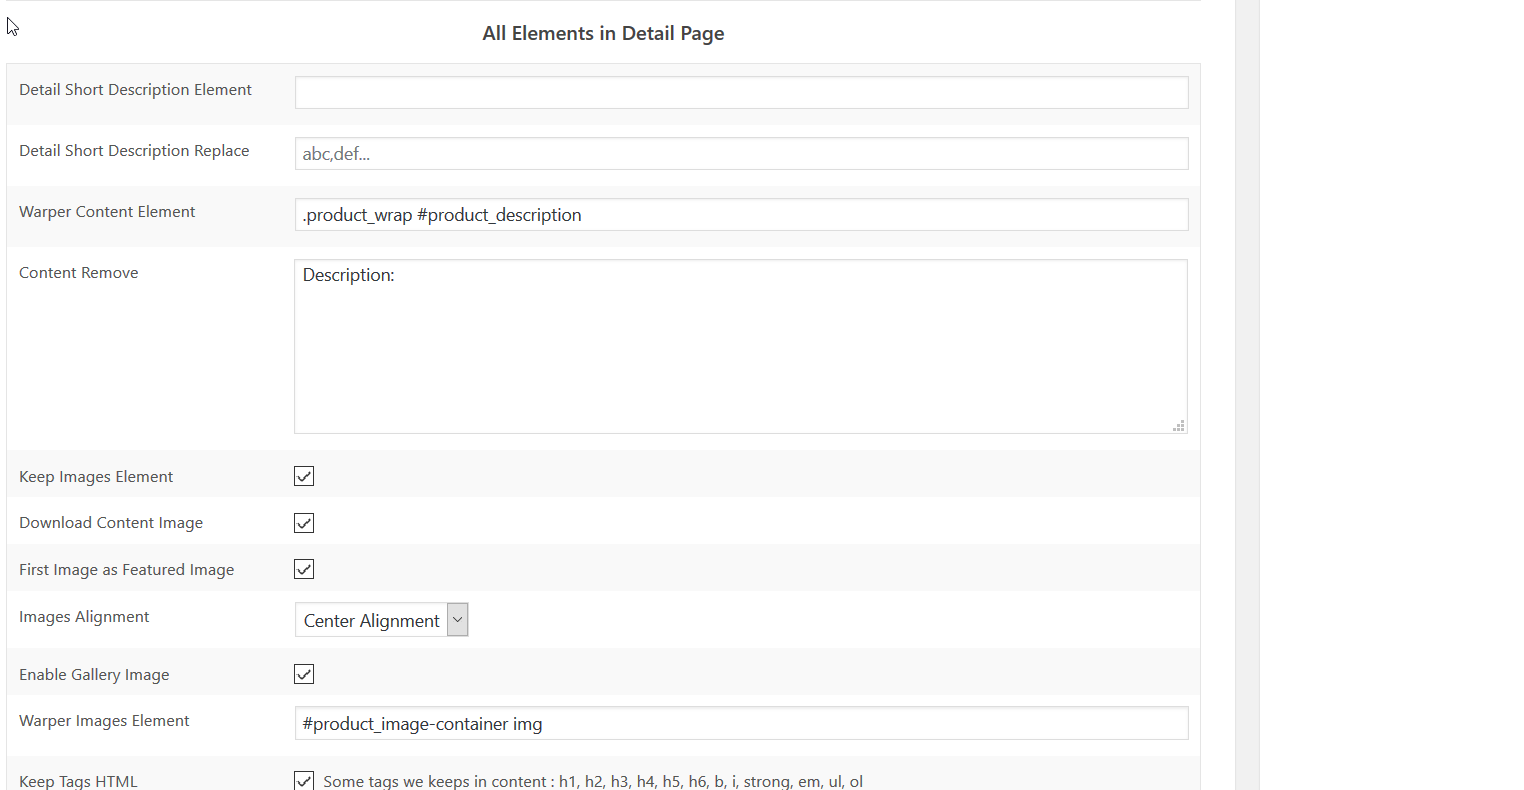 All Elements in Detail Page
Detail Short Description Element
Detail Short Description Replace
abc,def...
Warper Content Element
.product_wrap #product_description
Content Remove
Description:
Keep Images Element
Download Content Image
First Image as Featured Image
Images Alignment
Center Alignment
Enable Gallery Image
Warper Images Element
#product_image-container img
Keep Tags HTML
Some tags we keeps in content : h1, h2, h3, h4, h5, h6, b, i, strong, em, ul, ol